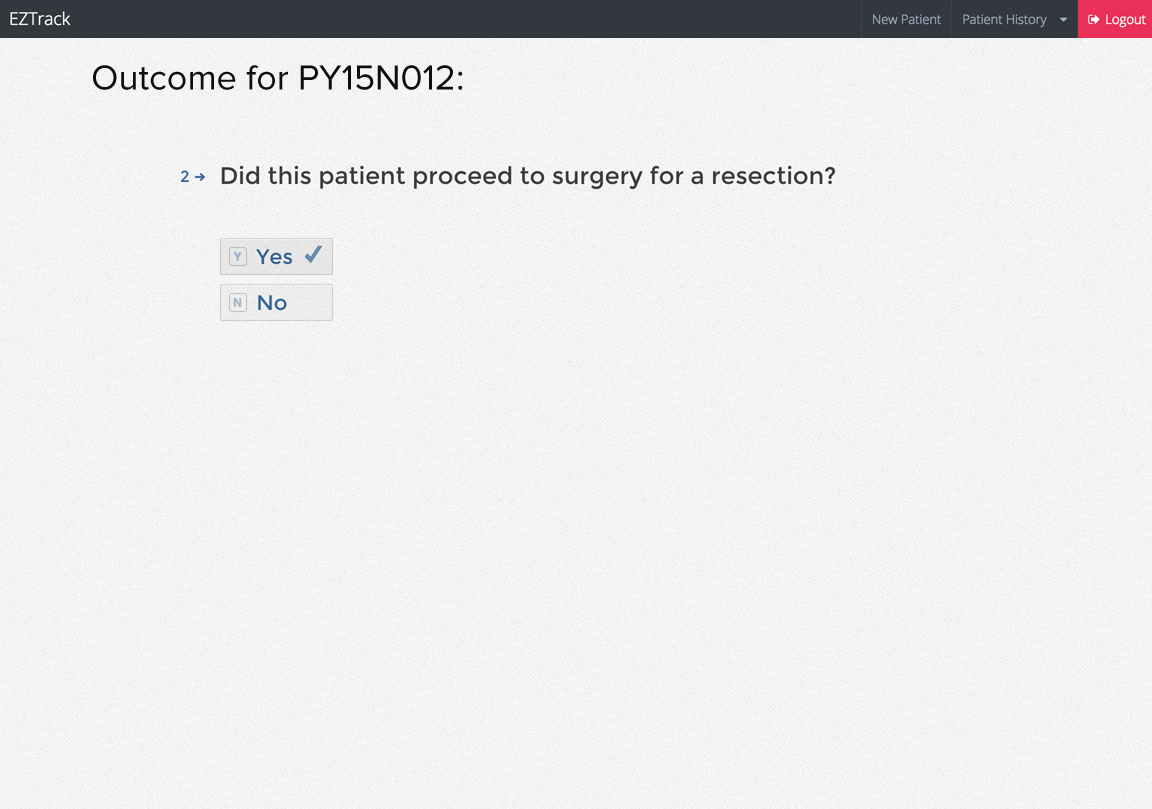 EZTrack New Patient Patient History Logout
Outcome for PY15N012:
2 → Did this patient proceed to surgery for a resection?
Y Yes ✓
N No